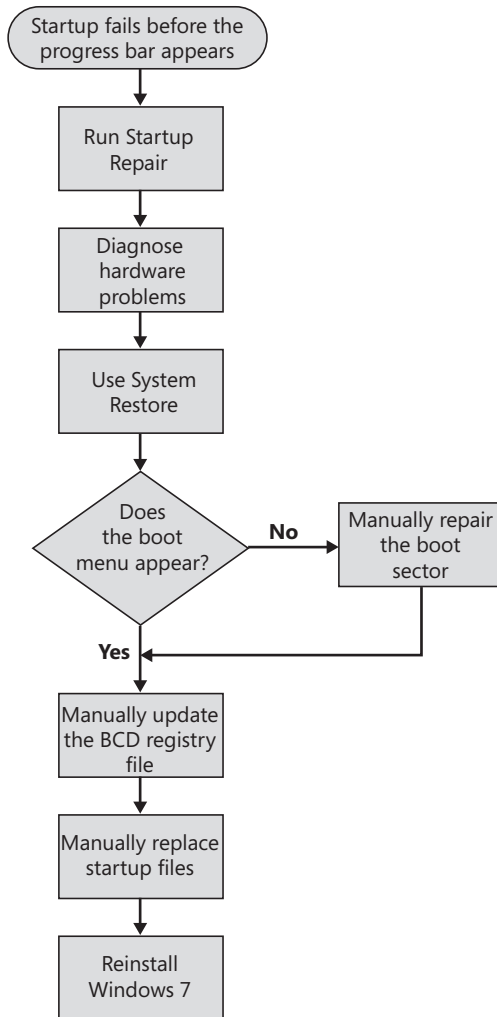 Startup fails before the
progress bar appears
Run Startup
Repair
Diagnose
hardware
problems
Use System
Restore
Does
the boot
menu appear?
No
Manually repair
the boot
sector
Yes
Manually update
the BCD registry
file
Manually replace
startup files
Reinstall
Windows 7